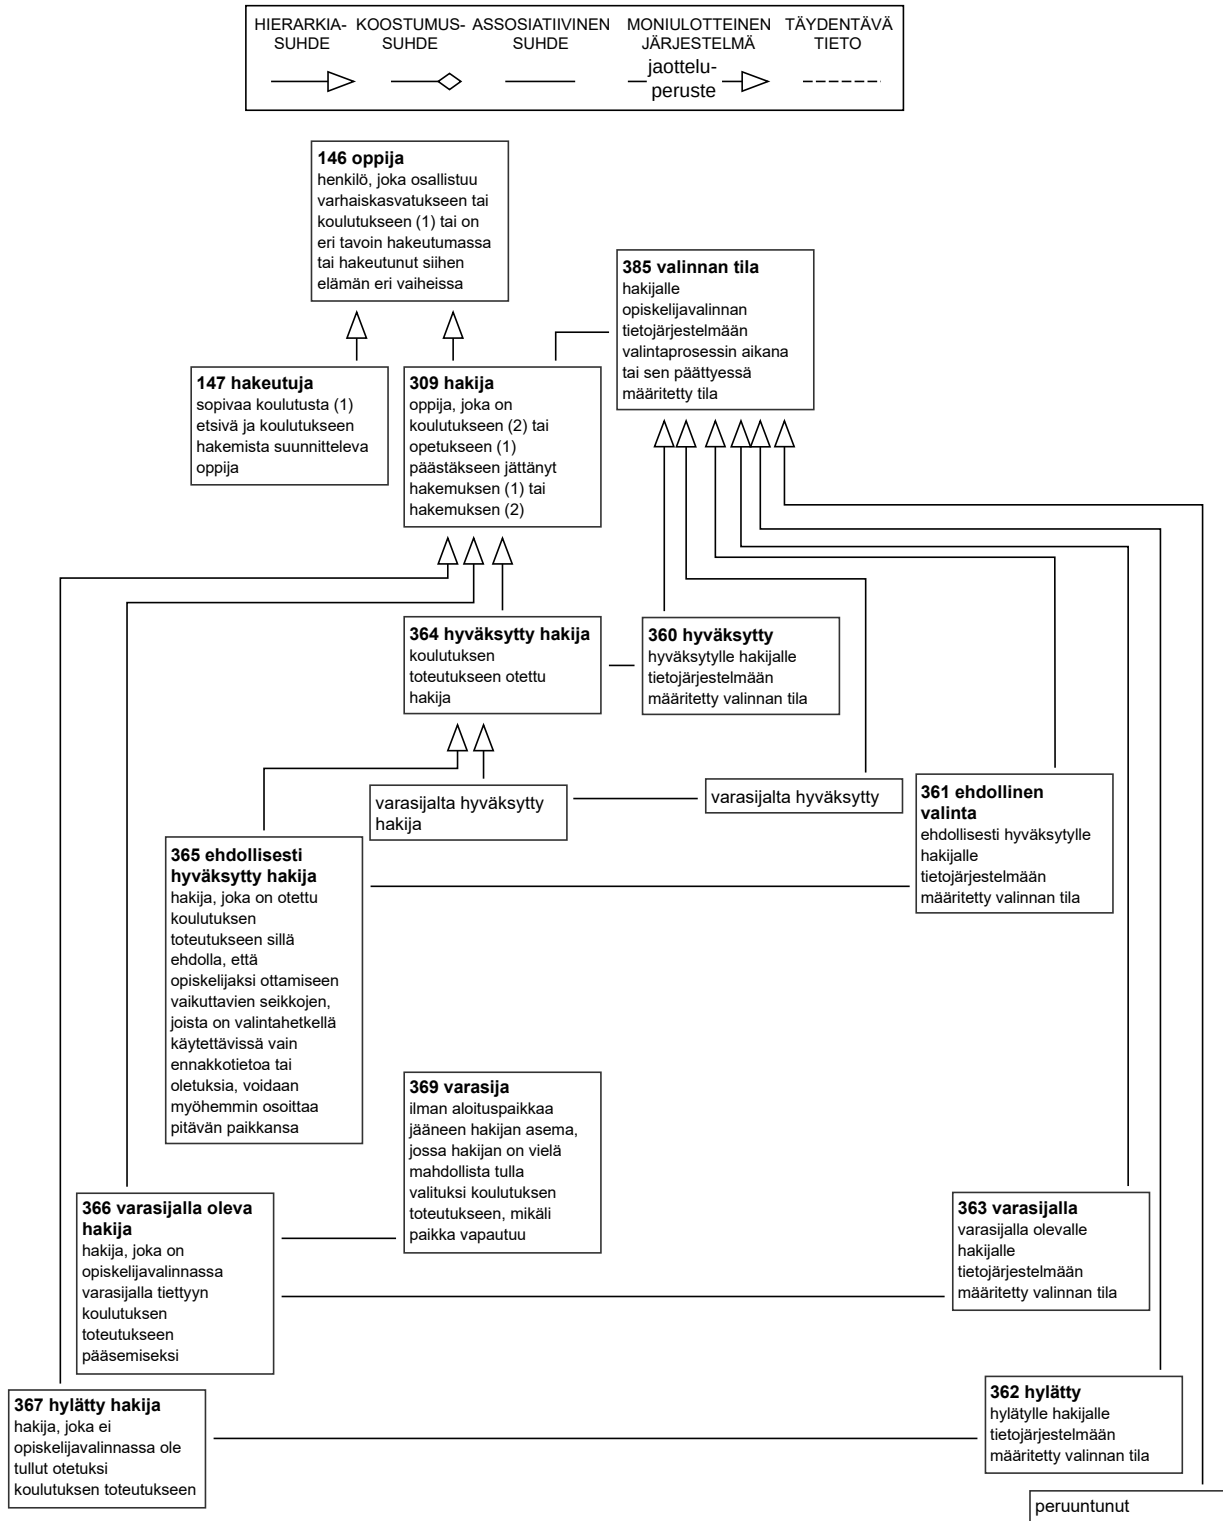 HIERARKIA-
SUHDE
KOOSTUMUS-
SUHDE
ASSOSIATIIVINEN
SUHDE
MONIULOTTEINEN
JÄRJESTELMÄ
jaottelu-
peruste
TÄYDENTÄVÄ
TIETO
146 oppija
henkilö, joka osallistuu
varhaiskasvatukseen tai
koulutukseen (1) tai on
eri tavoin hakeutumassa
tai hakeutunut siihen
elämän eri vaiheissa
385 valinnan tila
hakijalle
opiskelijavalinnan
tietojärjestelmään
valintaprosessin aikana
tai sen päättyessä
määritetty tila
147 hakeutuja
sopivaa koulutusta (1)
etsivä ja koulutukseen
hakemista suunnitteleva
oppija
309 hakija
oppija, joka on
koulutukseen (2) tai
opetukseen (1)
päästäkseen jättänyt
hakemuksen (1) tai
hakemuksen (2)
364 hyväksytty hakija
koulutuksen
toteutukseen otettu
hakija
360 hyväksytty
hyväksytylle hakijalle
tietojärjestelmään
määritetty valinnan tila
varasijalta hyväksytty
hakija
varasijalta hyväksytty
361 ehdollinen
valinta
ehdollisesti hyväksytylle
hakijalle
tietojärjestelmään
määritetty valinnan tila
365 ehdollisesti
hyväksytty hakija
hakija, joka on otettu
koulutuksen
toteutukseen sillä
ehdolla, että
opiskelijaksi ottamiseen
vaikuttavien seikkojen,
joista on valintahetkellä
käytettävissä vain
ennakkotietoa tai
oletuksia, voidaan
myöhemmin osoittaa
pitävän paikkansa
369 varasija
ilman aloituspaikkaa
jääneen hakijan asema,
jossa hakijan on vielä
mahdollista tulla
valituksi koulutuksen
toteutukseen, mikäli
paikka vapautuu
366 varasijalla oleva
hakija
hakija, joka on
opiskelijavalinnassa
varasijalla tiettyyn
koulutuksen
toteutukseen
pääsemiseksi
363 varasijalla
varasijalla olevalle
hakijalle
tietojärjestelmään
määritetty valinnan tila
367 hylätty hakija
hakija, joka ei
opiskelijavalinnassa ole
tullut otetuksi
koulutuksen toteutukseen
362 hylätty
hylätylle hakijalle
tietojärjestelmään
määritetty valinnan tila
peruuntunut